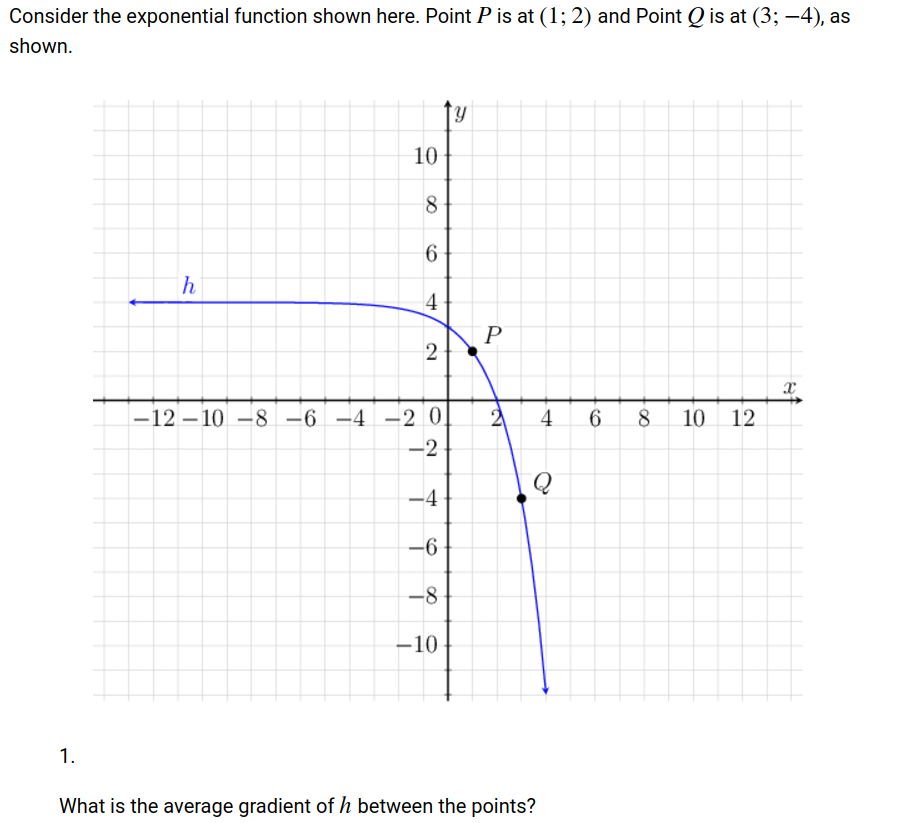 Consider the exponential function shown here. Point P is at (1; 2) and Point Q is at (3; −4), as
shown.
y
10
8
6
h
4
P
2
x
−12 −10 −8 −6 −4 −2 0 2 4 6 8 10 12
−2
Q
−4
−6
−8
−10
1.
What is the average gradient of h between the points?